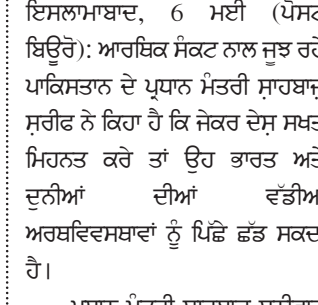 ਇਸਲਾਮਾਬਾਦ, 6 ਮਈ (ਪੋਸਟ
ਬਿਊਰੋ): ਆਰਥਿਕ ਸੰਕਟ ਨਾਲ ਜੂਝ ਰਹੇ
ਪਾਕਿਸਤਾਨ ਦੇ ਪ੍ਰਧਾਨ ਮੰਤਰੀ ਸ਼ਾਹਬਾਜ਼
ਸ਼ਰੀਫ ਨੇ ਕਿਹਾ ਹੈ ਕਿ ਜੇਕਰ ਦੇਸ਼ ਸਖਤ
ਮਿਹਨਤ ਕਰੇ ਤਾਂ ਉਹ ਭਾਰਤ ਅਤੇ
ਦੁਨੀਆਂ ਦੀਆਂ ਵੱਡੀਆ
ਅਰਥਵਿਵਸਥਾਵਾਂ ਨੂੰ ਪਿੱਛੇ ਛੱਡ ਸਕਦ
ਹੈ।